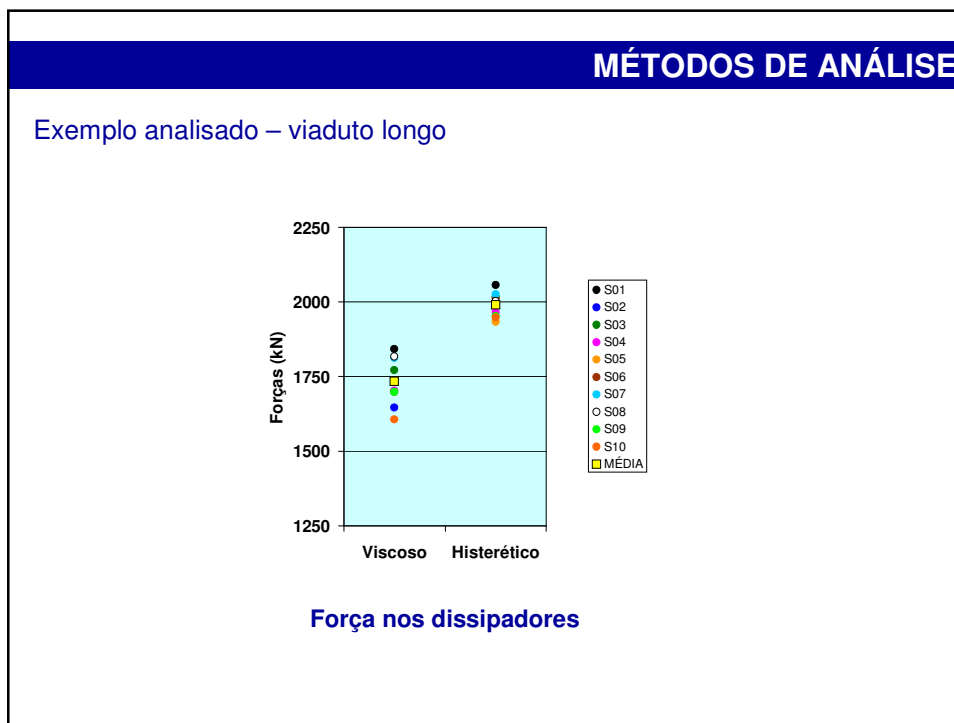 MÉTODOS DE ANÁLISE
Exemplo analisado – viaduto longo
Forças (kN)
2250
2000
1750
1500
1250
Viscoso Histerético
S01
S02
S03
S04
S05
S06
S07
S08
S09
S10
MÉDIA
Força nos dissipadores